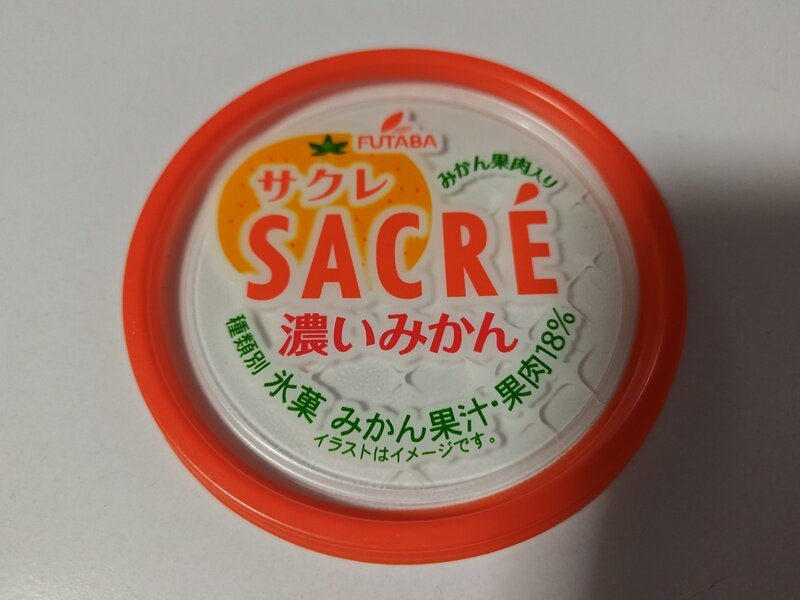 FUTABA
みかん果肉入り
サクレ
SACRÉ
濃いみかん
種類別 氷菓 みかん果汁・果肉18%
イラストはイメージです。